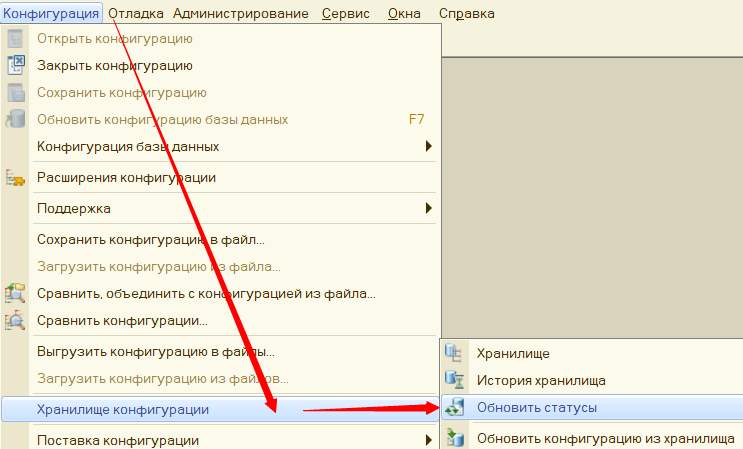 Конфигурация Отладка Администрирование Сервис Окна Справка
Открыть конфигурацию
Закрыть конфигурацию
Сохранить конфигурацию
Обновить конфигурацию базы данных F7
Конфигурация базы данных
Расширения конфигурации
Поддержка
Сохранить конфигурацию в файл...
Загрузить конфигурацию из файла...
Сравнить, объединить с конфигурацией из файла...
Сравнить конфигурации...
Выгрузить конфигурацию в файлы...
Загрузить конфигурацию из файлов...
Хранилище конфигурации
Поставка конфигурации
Хранилище
История хранилища
Обновить статусы
Обновить конфигурацию из хранилища